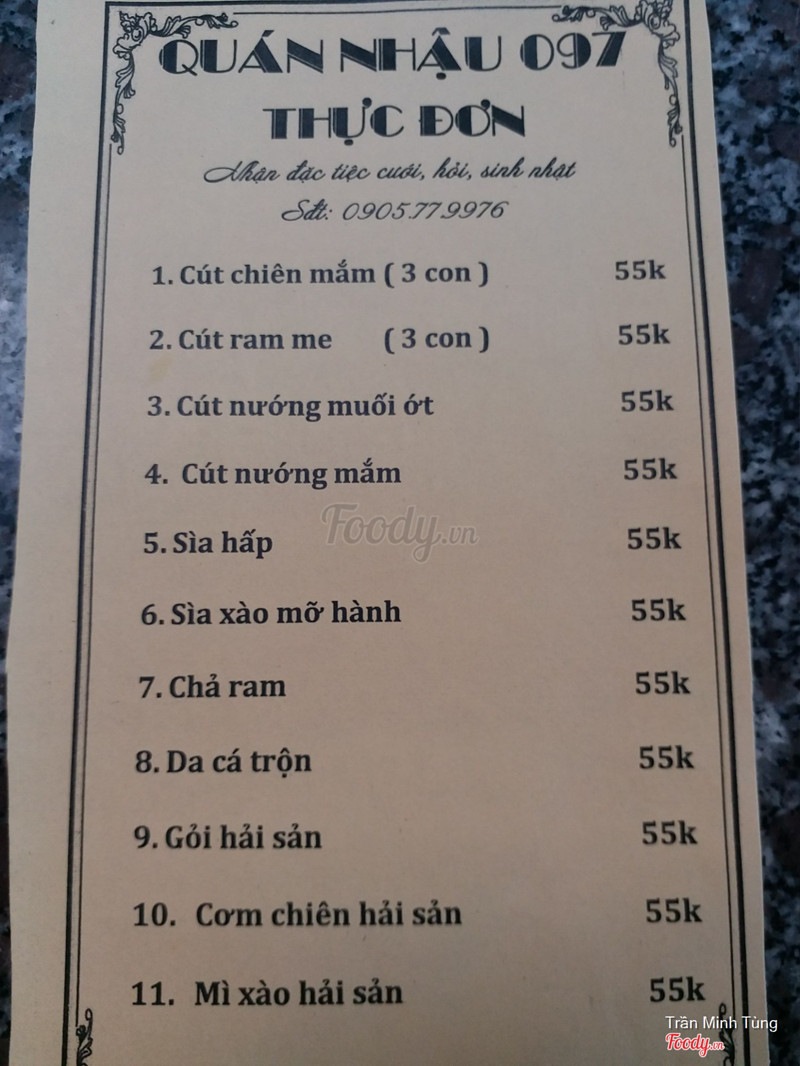 QUÁN NHẬU 097
THỰC ĐƠN
Nhận đặc tiệc cưới, hỏi, sinh nhật
Sđt: 0905.77.9976
1. Cút chiên mắm ( 3 con ) 55k
2. Cút ram me ( 3 con ) 55k
3. Cút nướng muối ớt 55k
4. Cút nướng mắm 55k
Foody.vn
5. Sìa hấp 55k
6. Sìa xào mỡ hành 55k
7. Chả ram 55k
8. Da cá trộn 55k
9. Gỏi hải sản 55k
10. Cơm chiên hải sản 55k
11. Mì xào hải sản 55k
Trần Minh Tùng
Foody.vn